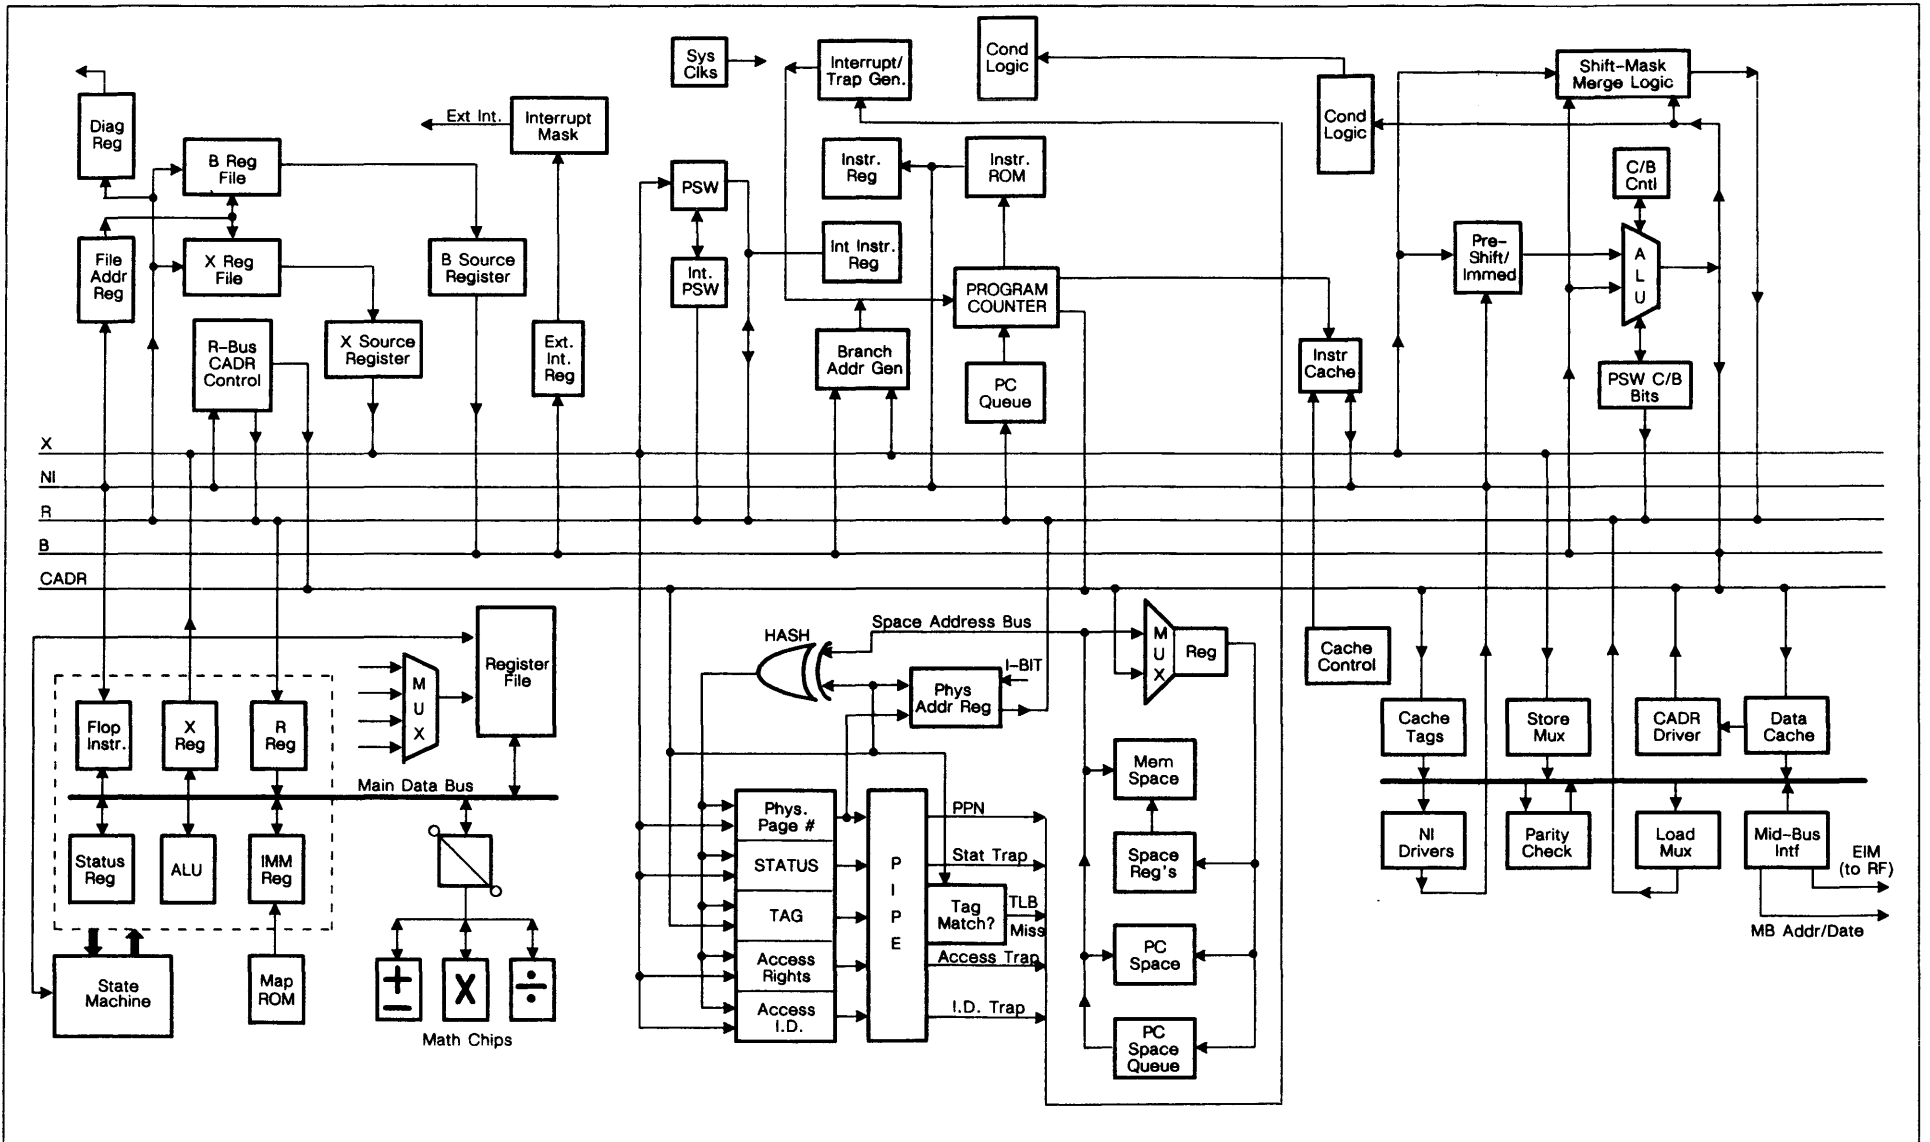 Sys
Clks
Interrupt/
Trap Gen.
Cond
Logic
Shift-Mask
Merge Logic
Diag
Reg
Ext Int.
Interrupt
Mask
Cond
Logic
B Reg
File
PSW
Instr.
Reg
Instr.
ROM
C/B
Cntl
File
Addr
Reg
X Reg
File
B Source
Register
Int.
PSW
Int Instr.
Reg
PROGRAM
COUNTER
Pre-
Shift/
Immed
A
L
U
R-Bus
CADR
Control
X Source
Register
Ext.
Int.
Reg
Branch
Addr Gen
PC
Queue
Instr
Cache
PSW C/B
Bits
X
NI
R
B
CADR
Register
File
M
U
X
HASH
Space Address Bus
I-BIT
Phys
Addr Reg
M
U
X
Reg
Cache
Control
Flop
Instr.
X
Reg
R
Reg
Cache
Tags
Store
Mux
CADR
Driver
Data
Cache
Main Data Bus
Mem
Space
Status
Reg
ALU
IMM
Reg
Phys.
Page #
STATUS
TAG
Access
Rights
Access
I.D.
P
I
P
E
PPN
Stat Trap
Tag
Match?
TLB
Miss
Access Trap
I.D. Trap
Space
Reg's
PC
Space
PC
Space
Queue
NI
Drivers
Parity
Check
Load
Mux
Mid-Bus
Intf
EIM
(to RF)
MB Addr/Date
State
Machine
Map
ROM
+
−
X
÷
Math Chips